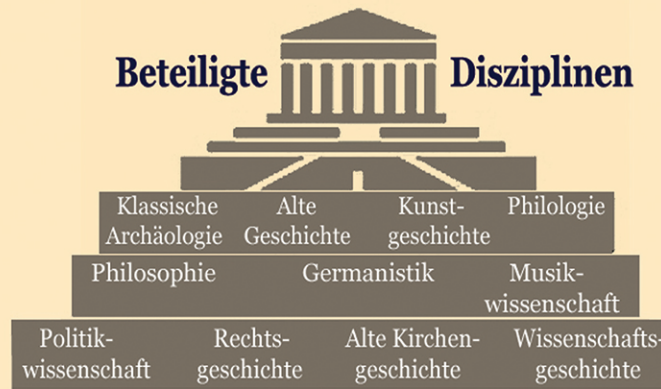 Beteiligte Disziplinen
Klassische Alte Kunst- Philologie
Archäologie Geschichte geschichte
Philosophie Germanistik Musik-
wissenschaft
Politik- Rechts- Alte Kirchen- Wissenschafts-
wissenschaft geschichte geschichte geschichte